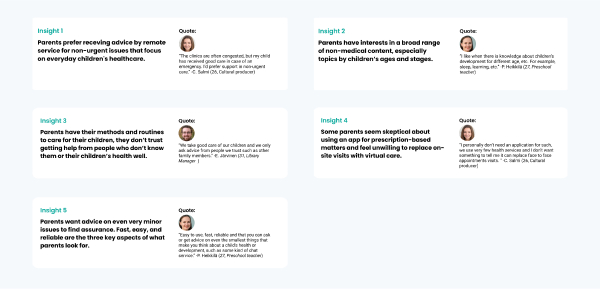 Insight 1
Parents prefer receving advice by remote
service for non-urgent issues that focus
on everyday children's healthcare.
Quote:
"The clinics are often congested, but my child
has received good care in case of an
emergency. I'd prefer support in non-urgent
care." -C. Salmi (26, Cultural producer)
Insight 2
Parents have interests in a broad range
of non-medical content, especially
topics by children's ages and stages.
Quote:
"I like when there is knowledge about children's
development for different age, etc. For example,
sleep, learning, etc." -P. Heikkilä (27, Preschool
teacher)
Insight 3
Parents have their methods and routines
to care for their children, they don't trust
getting help from people who don't know
them or their children's health well.
Quote:
"We take good care of our children and we only
ask advice from people we trust such as other
family members." -E. Järvinen (37, Library
Manager )
Insight 4
Some parents seem skeptical about
using an app for prescription-based
matters and feel unwilling to replace on-
site visits with virtual care.
Quote:
"I personally don't need an application for such,
we use very few health services and I don't want
something to tell me it can replace face to face
appointments visits." -C. Salmi (26, Cultural
producer)
Insight 5
Parents want advice on even very minor
issues to find assurance. Fast, easy, and
reliable are the three key aspects of what
parents look for.
Quote:
"Easy to use, fast, reliable and that you can ask
or get advice on even the smallest things that
make you think about a child's health or
development, such as some kind of chat
service." -P. Heikkilä (27, Preschool teacher)